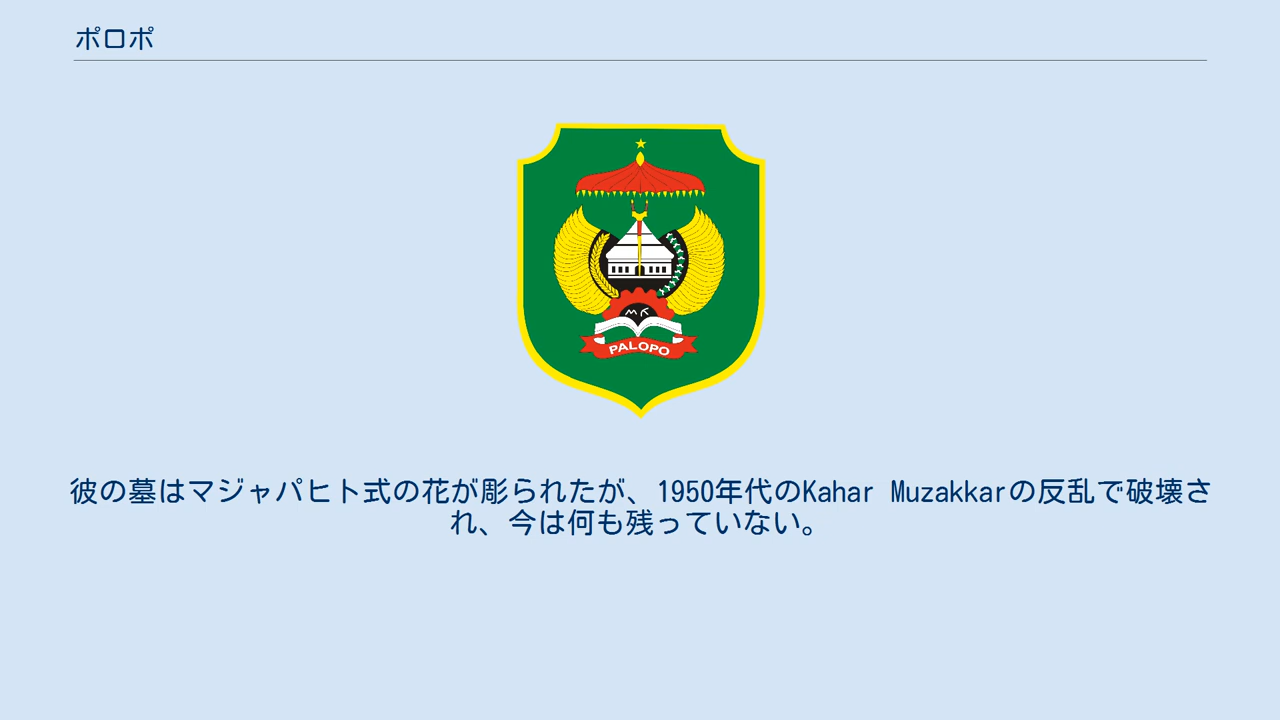 ポロポ
MK
PALOPO
彼の墓はマジャパヒト式の花が彫られたが、1950年代のKahar Muzakkarの反乱で破壊さ
れ、今は何も残っていない。